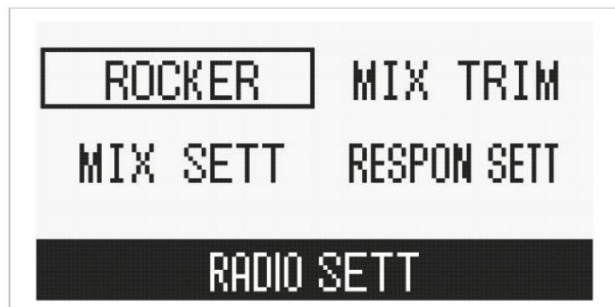 ROCKER MIX TRIM
MIX SETT RESPON SETT
RADIO SETT